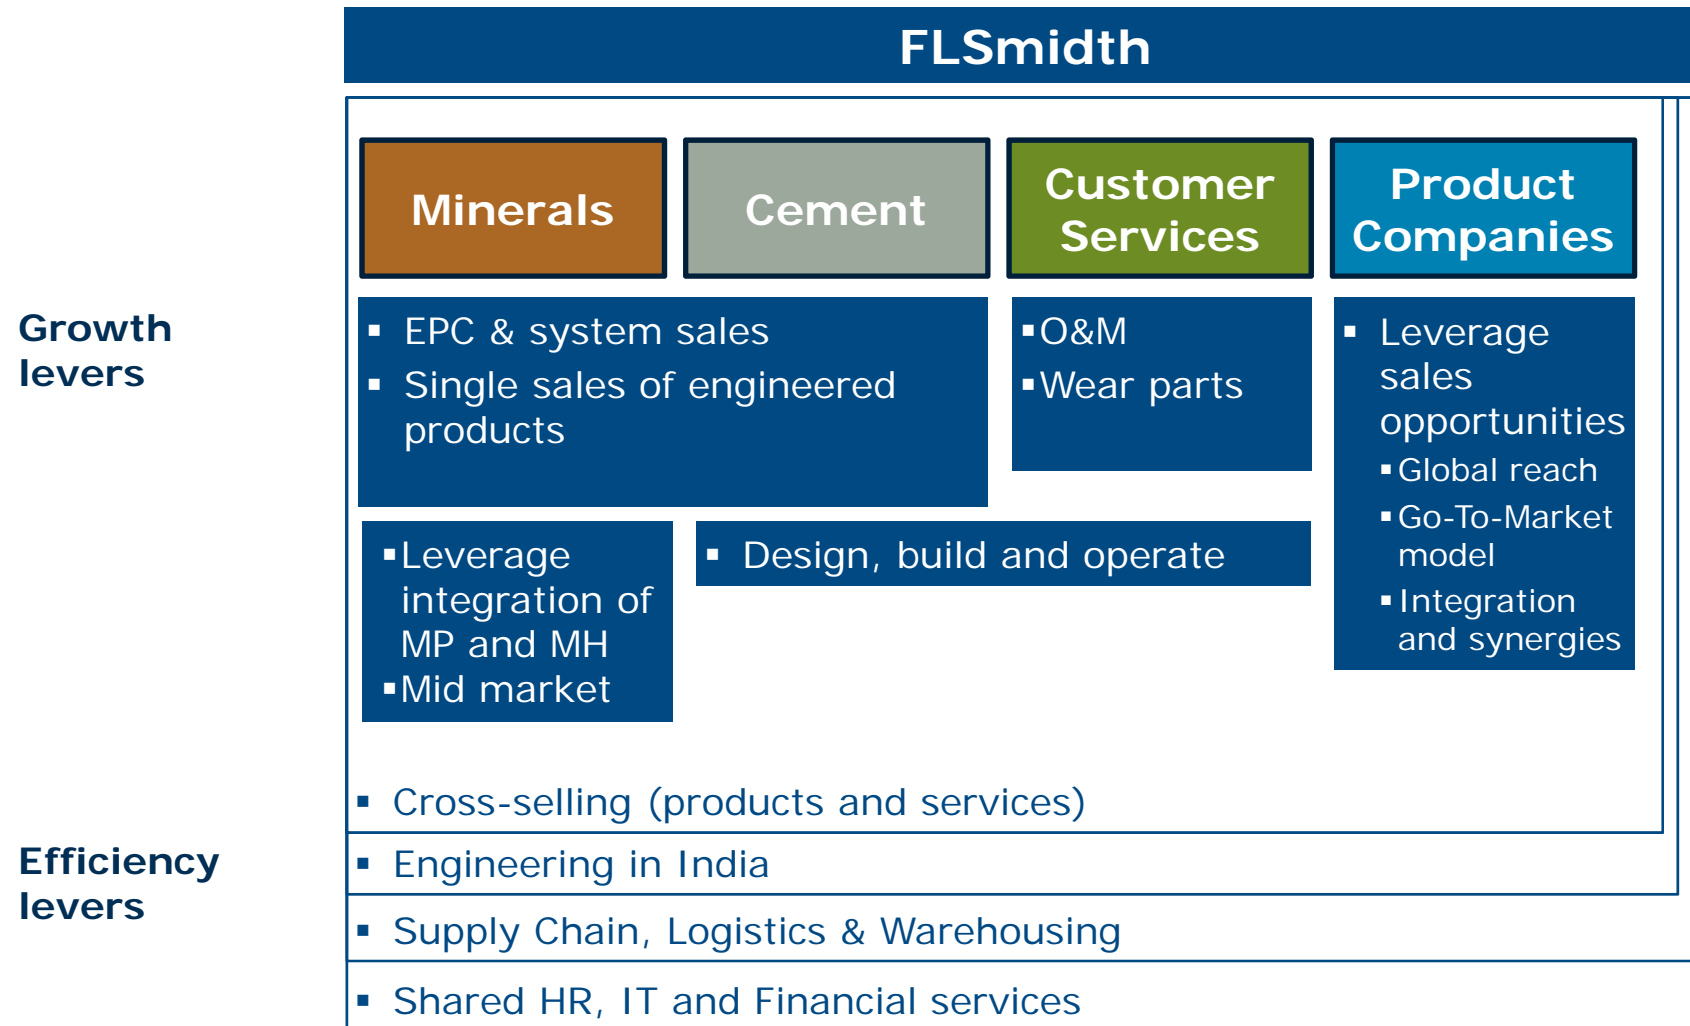 FLSmidth
Minerals
Cement
Customer
Services
Product
Companies
Growth
levers
▪ EPC & system sales
▪ Single sales of engineered
products
▪O&M
▪Wear parts
▪ Leverage
sales
opportunities
▪Global reach
▪Go-To-Market
model
▪Integration
and synergies
▪Leverage
integration of
MP and MH
▪Mid market
▪ Design, build and operate
▪ Cross-selling (products and services)
Efficiency
levers
▪ Engineering in India
▪ Supply Chain, Logistics & Warehousing
▪ Shared HR, IT and Financial services